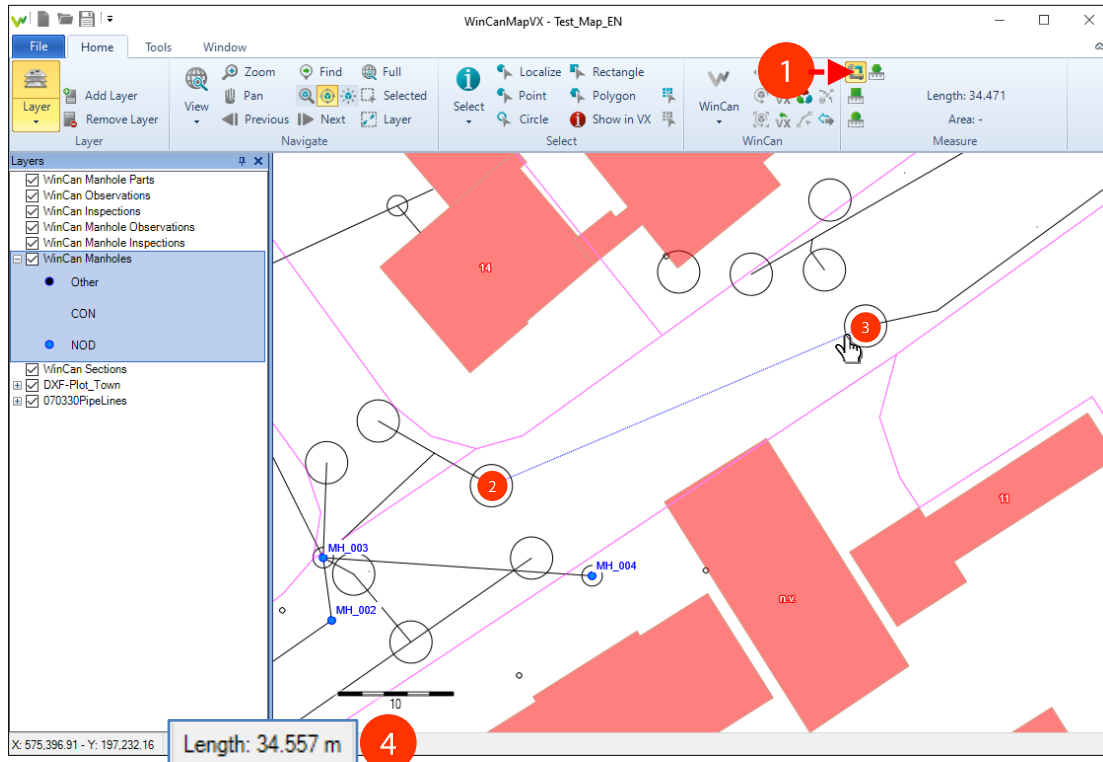 WinCanMapVX - Test_Map_EN
File Home Tools Window
1
Layer
Add Layer
Remove Layer
Layer
View
Zoom Find Full
Pan Selected
Previous Next Layer
Navigate
Select
Localize Rectangle
Point Polygon
Circle Show in VX
Select
WinCan
VX
VX
WinCan
Length: 34.471
Area: -
Measure
Layers
WinCan Manhole Parts
WinCan Observations
WinCan Inspections
WinCan Manhole Observations
WinCan Manhole Inspections
WinCan Manholes
Other
CON
NOD
WinCan Sections
DXF-Plot_Town
070330PipeLines
14
3
2
11
MH_003
MH_004
n.v.
MH_002
10
X: 575,396.91 - Y: 197,232.16
Length: 34.557 m
4